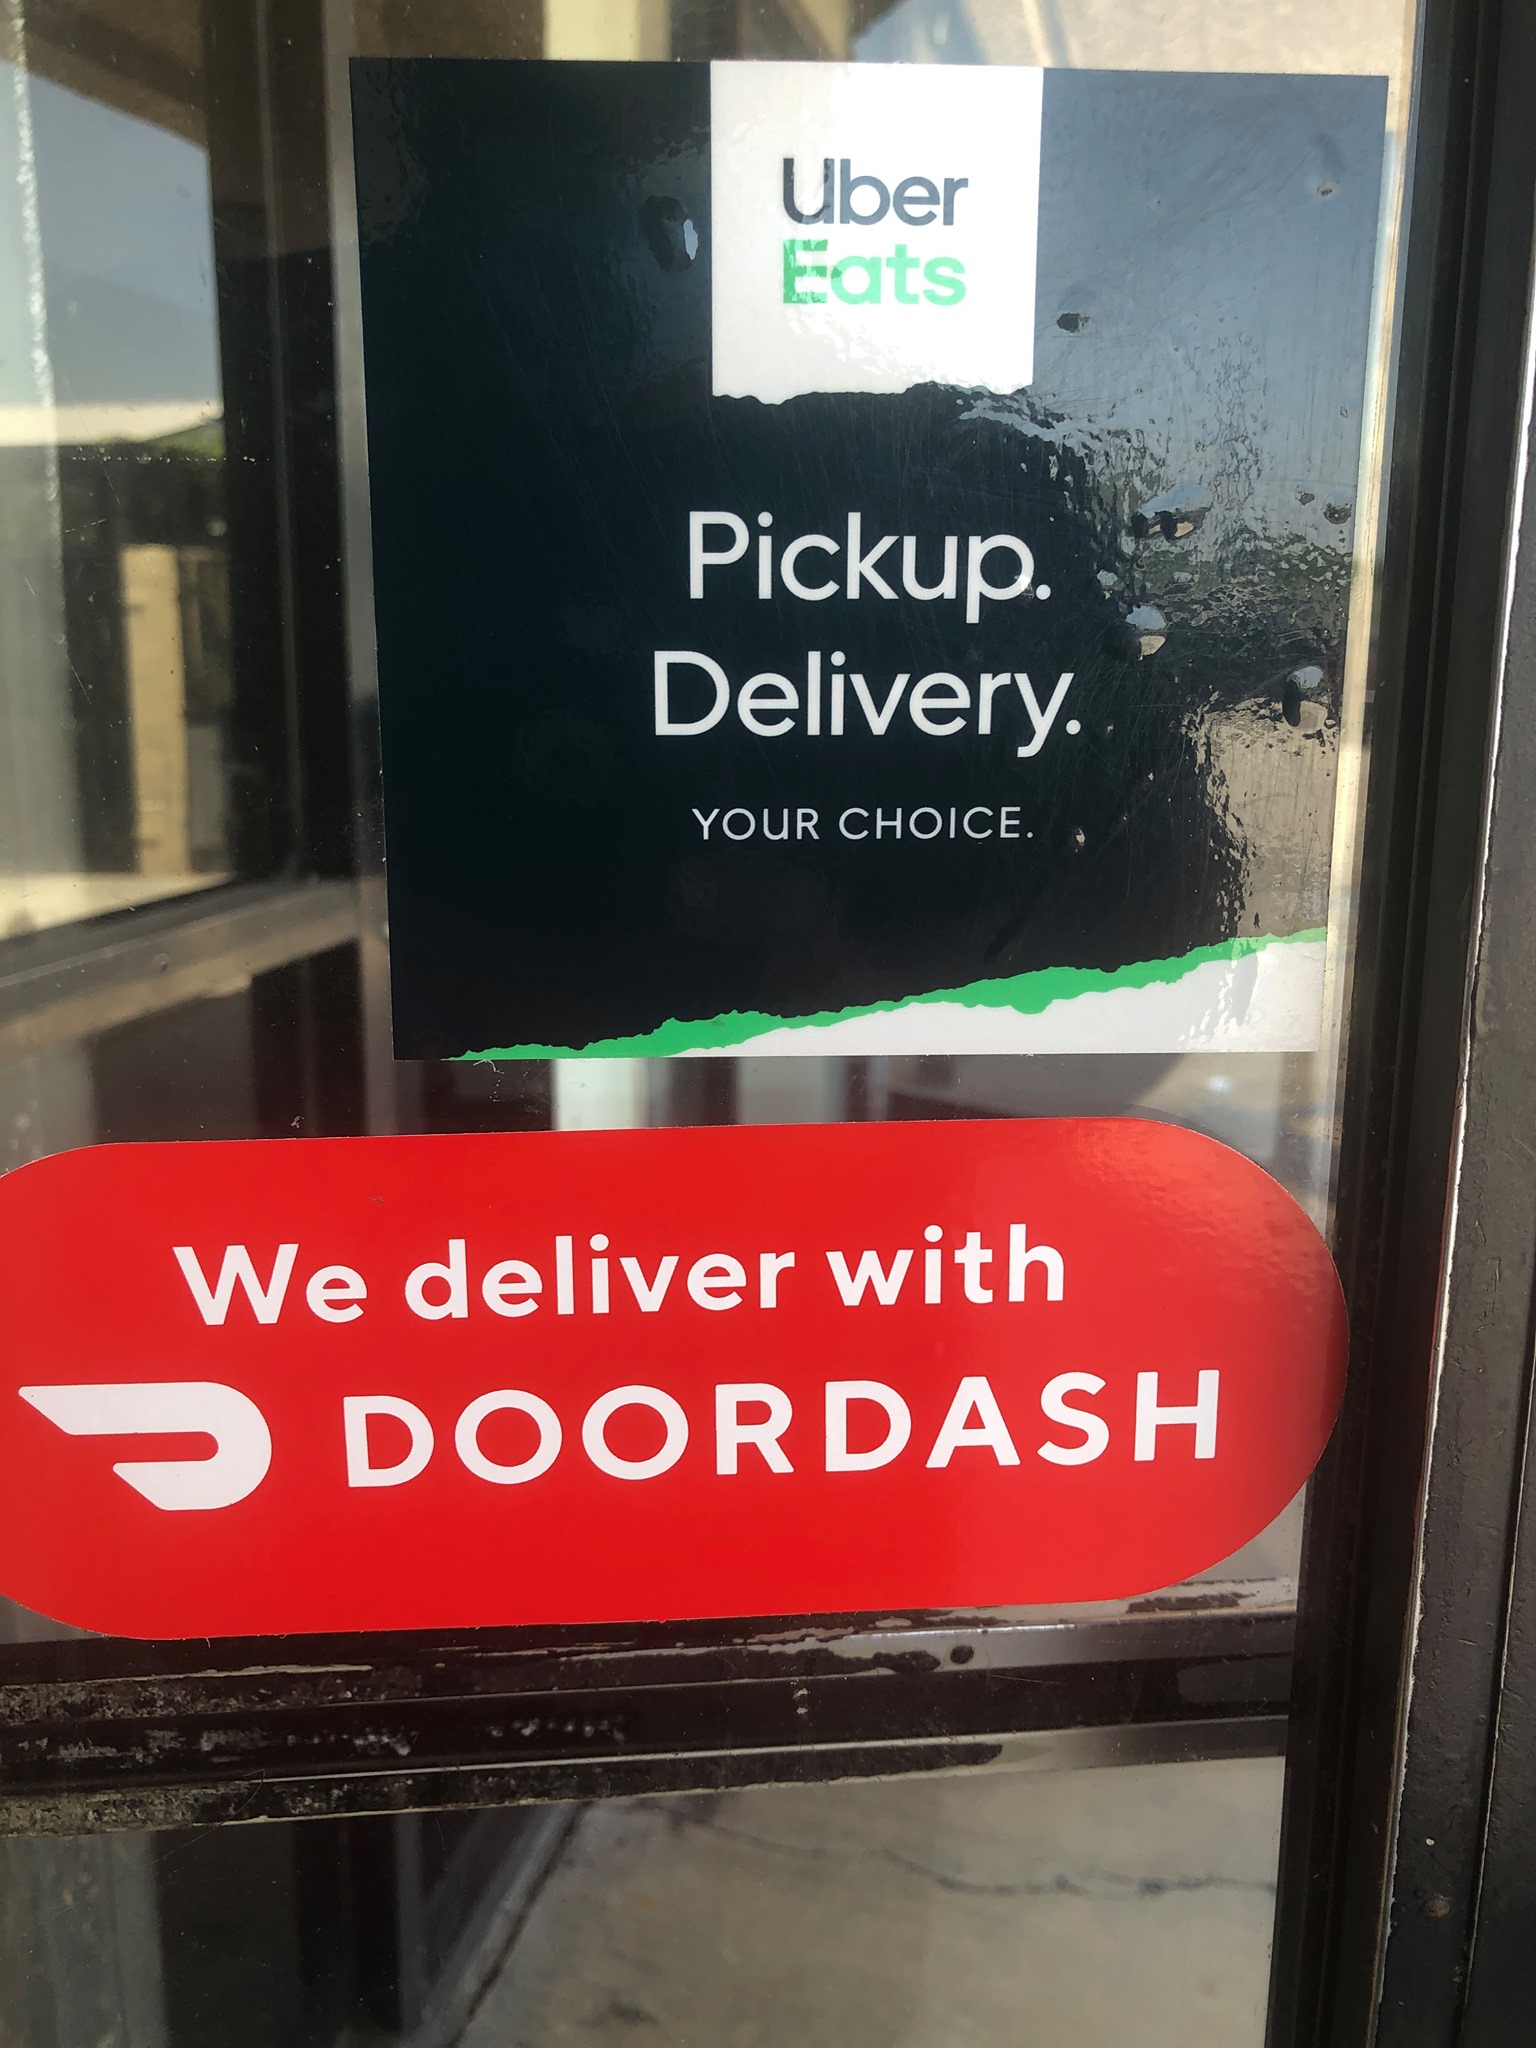 Uber
Eats
Pickup.
Delivery.
YOUR CHOICE.
We deliver with
DOORDASH